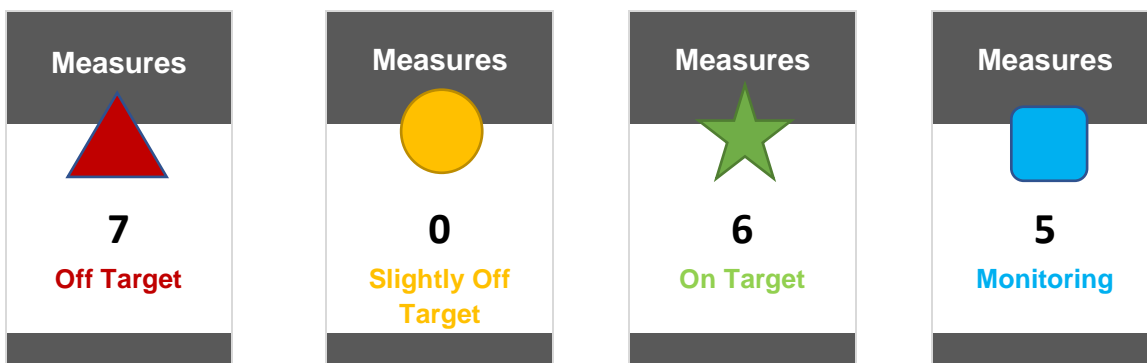 Measures
7
Off Target
Measures
0
Slightly Off
Target
Measures
6
On Target
Measures
5
Monitoring